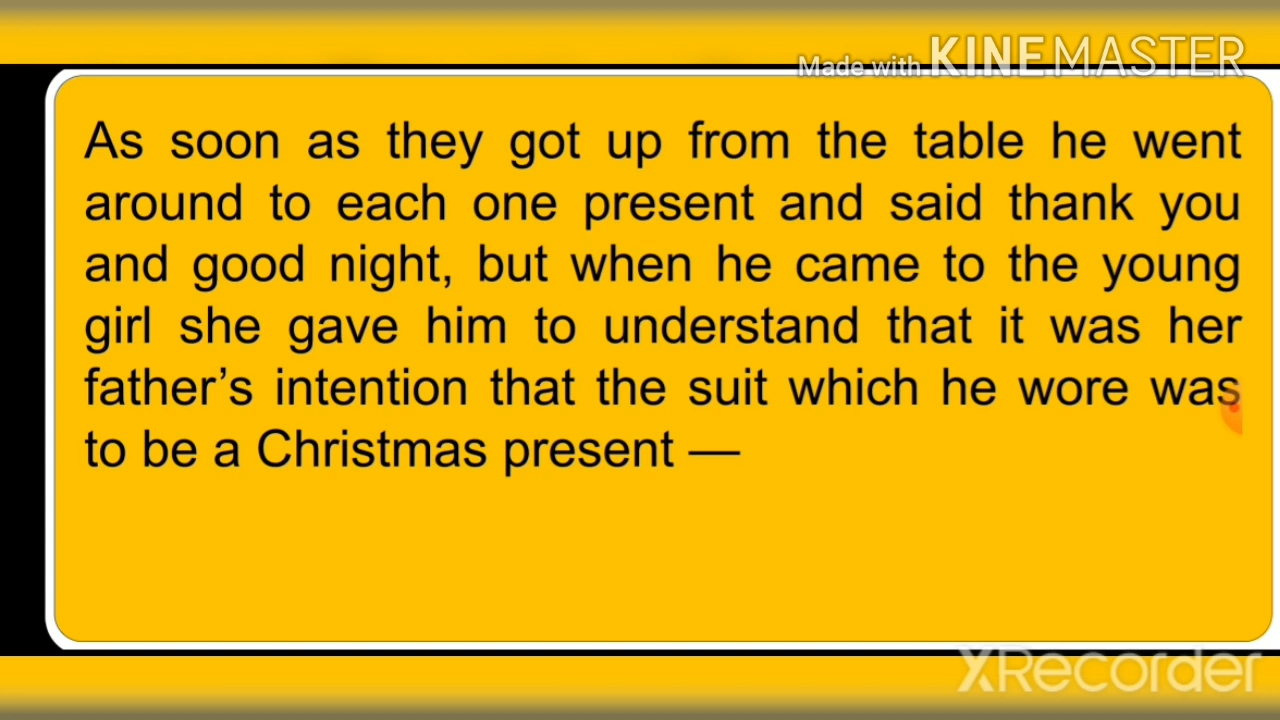 Made with KINEMASTER
As soon as they got up from the table he went
around to each one present and said thank you
and good night, but when he came to the young
girl she gave him to understand that it was her
father’s intention that the suit which he wore was
to be a Christmas present —
XRecorder